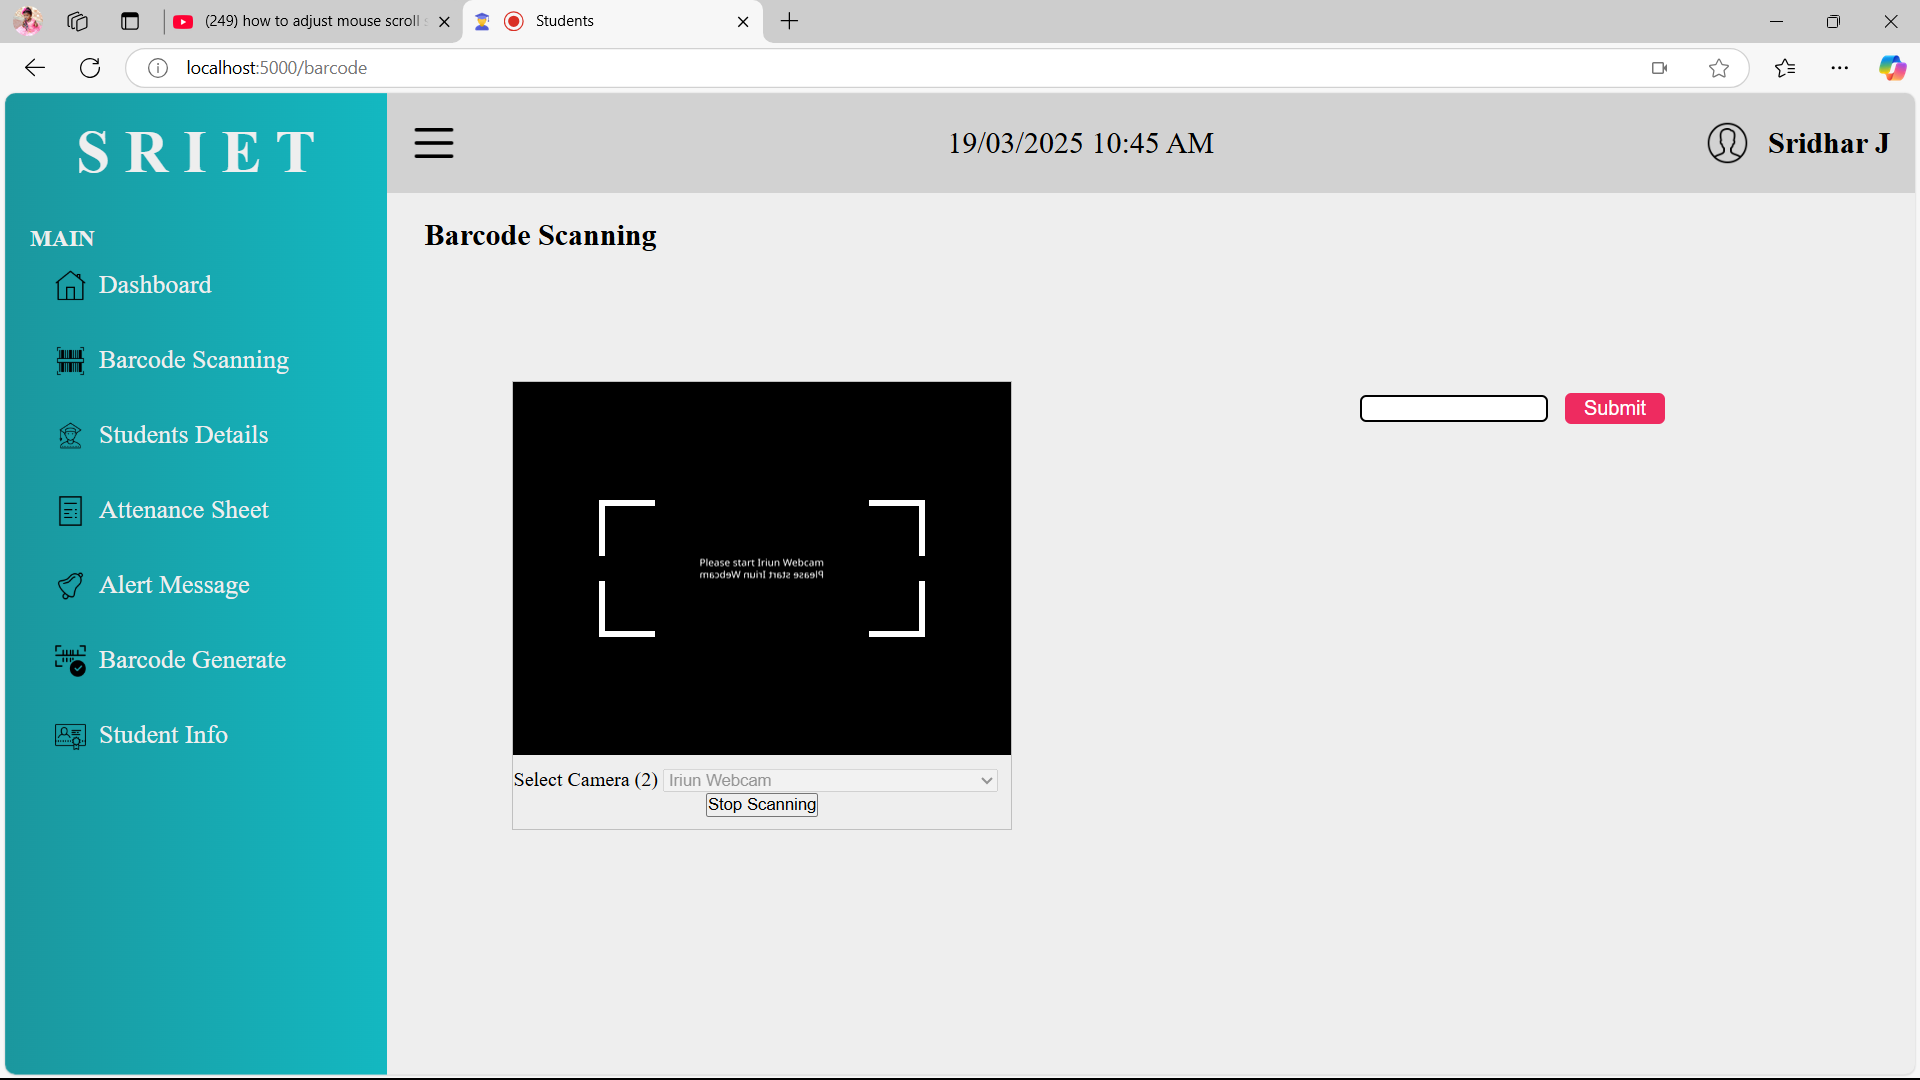 (249) how to adjust mouse scroll
Students
localhost:5000/barcode
S R I E T
19/03/2025 10:45 AM
Sridhar J
MAIN
Dashboard
Barcode Scanning
Students Details
Attenance Sheet
Alert Message
Barcode Generate
Student Info
Barcode Scanning
Submit
Please start Iriun Webcam
Please start Iriun Webcam
Select Camera (2) Iriun Webcam
Stop Scanning